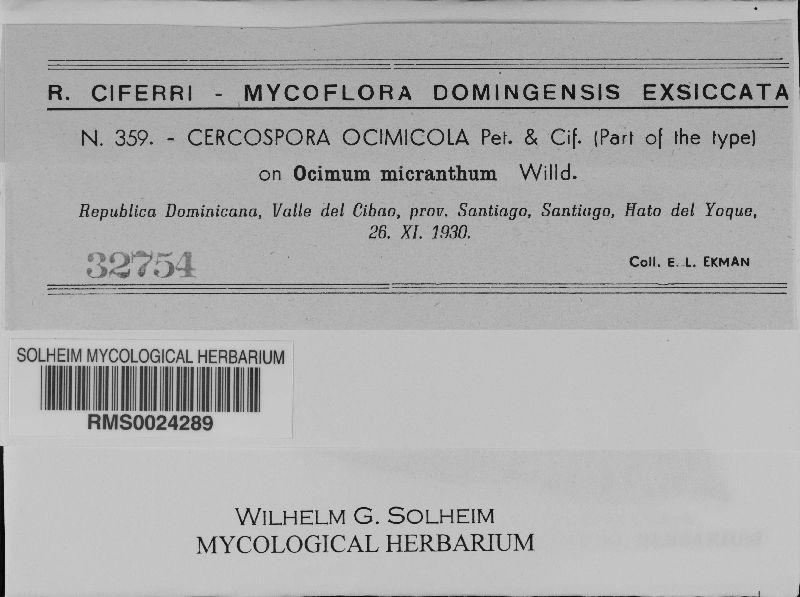 R. CIFERRI - MYCOFLORA DOMINGENSIS EXSICCATA
N. 359. - CERCOSPORA OCIMICOLA Pet. & Cif. (Part of the type)
on Ocimum micranthum Willd.
Republica Dominicana, Valle del Cibao, prov. Santiago, Santiago, Hato del Yaque,
26. XI. 1930.
32754
Coll. E. L. EKMAN
SOLHEIM MYCOLOGICAL HERBARIUM
RMS0024289
WILHELM G. SOLHEIM
MYCOLOGICAL HERBARIUM